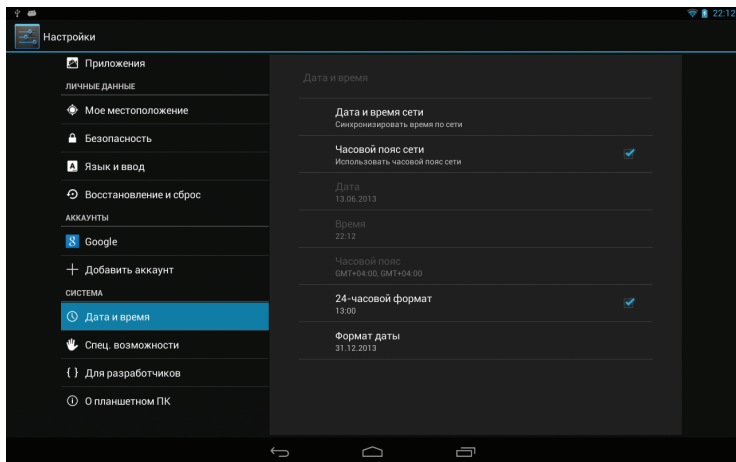 22:12
Настройки
Приложения
ЛИЧНЫЕ ДАННЫЕ
Мое местоположение
Безопасность
A Язык и ввод
Восстановление и сброс
АККАУНТЫ
8 Google
Добавить аккаунт
СИСТЕМА
Дата и время
Спец. возможности
{ } Для разработчиков
О планшетном ПК
Дата и время
Дата и время сети
Синхронизировать время по сети
Часовой пояс сети
Использовать часовой пояс сети
Дата
13.06.2013
Время
22:12
Часовой пояс
GMT+04:00, GMT+04:00
24-часовой формат
13:00
Формат даты
31.12.2013